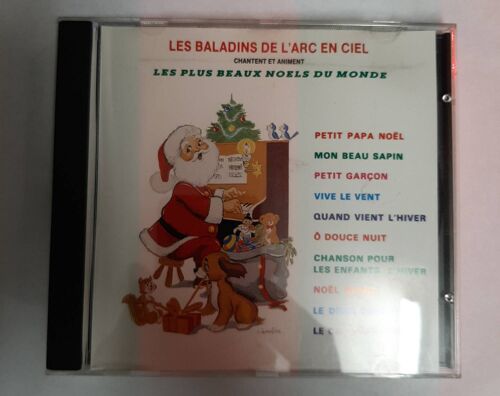 LES BALADINS DE L'ARC EN CIEL
CHANTENT ET ANIMENT
LES PLUS BEAUX NOELS DU MONDE
PETIT PAPA NOËL
MON BEAU SAPIN
PETIT GARÇON
VIVE LE VENT
QUAND VIENT L'HIVER
Ô DOUCE NUIT
CHANSON POUR
LES ENFANTS L'HIVER
NOËL
LE
LE